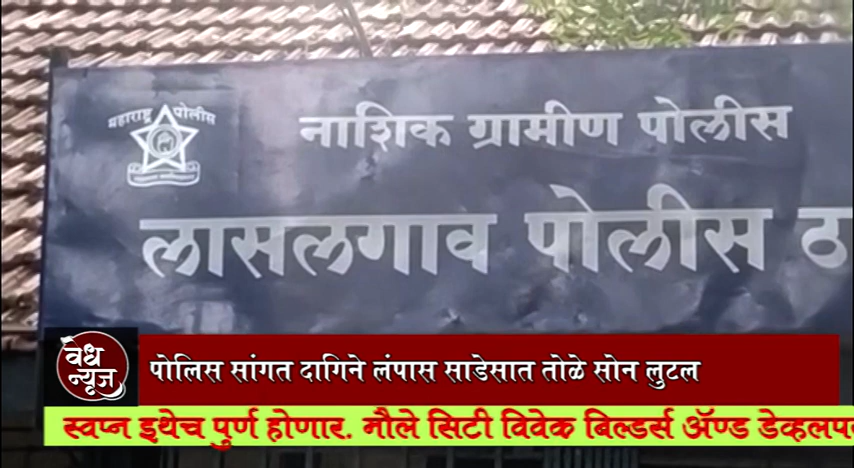 महाराष्ट्र पोलीस
नाशिक ग्रामीण पोलीस
लासलगाव पोलीस ठ
वेध न्यूज
पोलिस सांगत दागिने लंपास साडेसात तोळे सोन लुटल
स्वप्न इथेच पुर्ण होणार. मौले सिटी विवेक बिल्डर्स ॲण्ड डेव्हलप